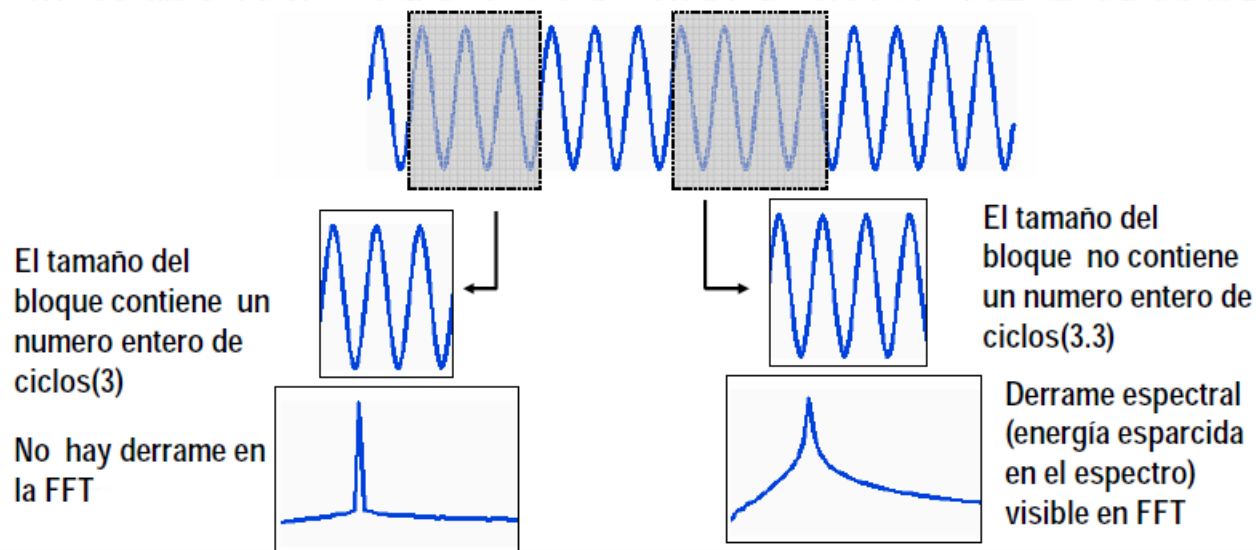 El tamaño del
bloque contiene un
numero entero de
ciclos(3)
No hay derrame en
la FFT
El tamaño del
bloque no contiene
un numero entero de
ciclos(3.3)
Derrame espectral
(energía esparcida
en el espectro)
visible en FFT